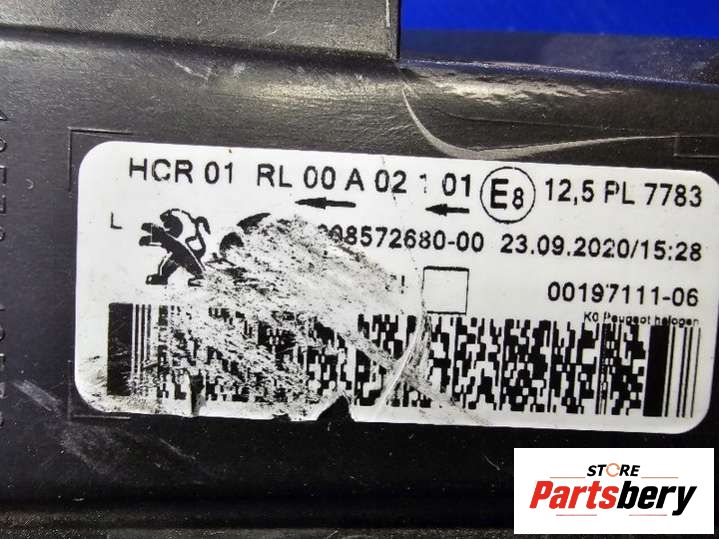 HCR 01 RL 00 A 02 1 01 E8 12,5 PL 7783
L
08572680-00 23.09.2020/15:28
00197111-06
K0 Peugeot halogen
STORE
Partsbery